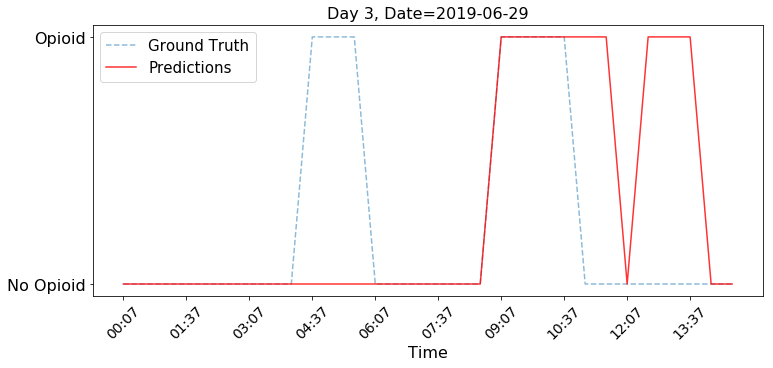 Day 3, Date=2019-06-29
Opioid
No Opioid
Ground Truth
Predictions
00:07
01:37
03:07
04:37
06:07
07:37
09:07
10:37
12:07
13:37
Time